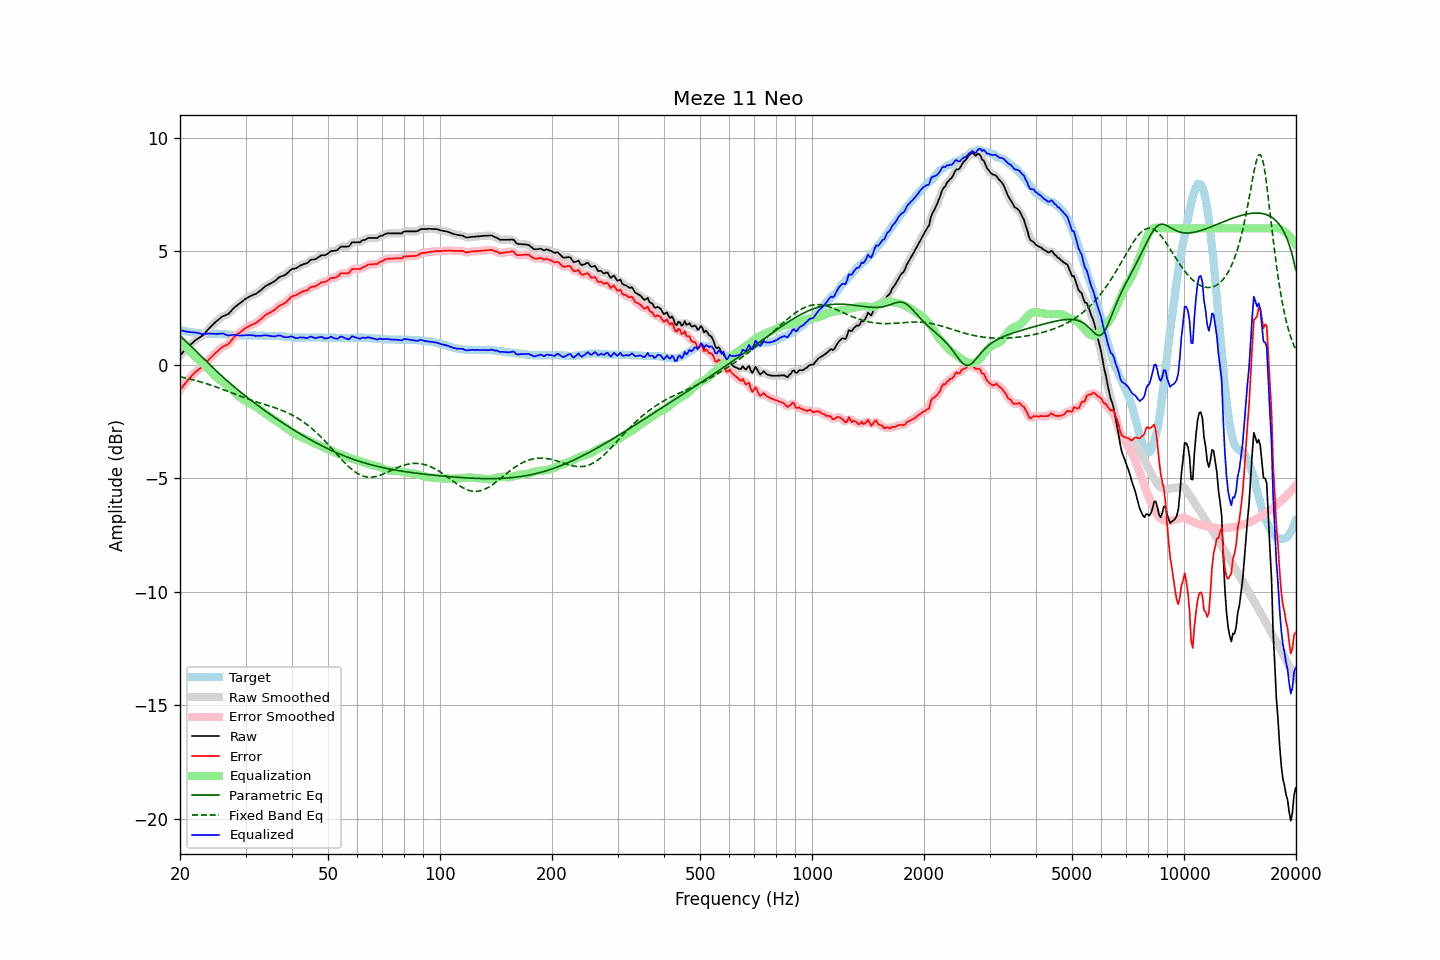 Meze 11 Neo
Amplitude (dBr)
10
5
0
−5
−10
−15
−20
Target
Raw Smoothed
Error Smoothed
Raw
Error
Equalization
Parametric Eq
Fixed Band Eq
Equalized
20 50 100 200 500 1000 2000 5000 10000 20000
Frequency (Hz)